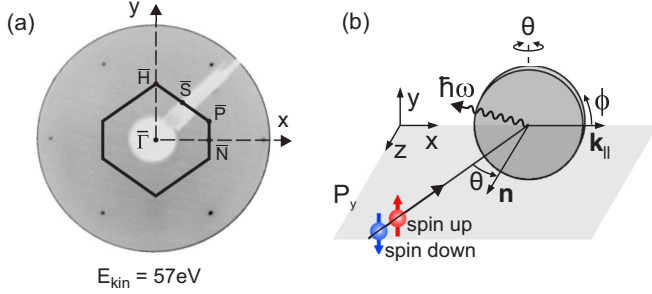 (a)
y
H̄
S̄
P̄
x
Γ̄
N̄
E_kin = 57eV
(b)
θ
ħω
y
x
z
ϕ
k_||
θ
n
P_y
spin up
spin down